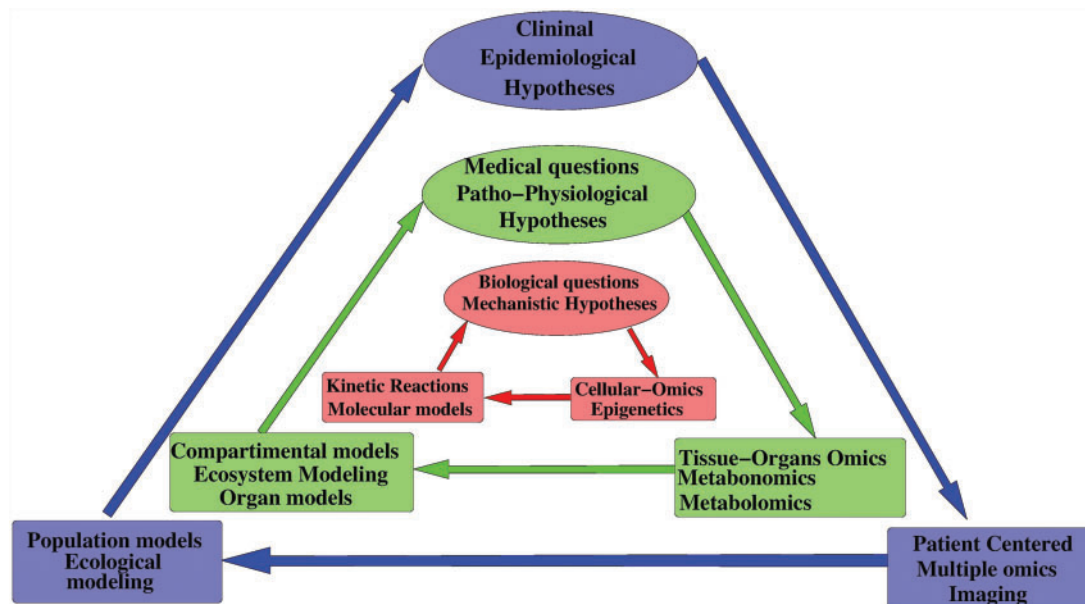 Clininal
Epidemiological
Hypotheses
Medical questions
Patho-Physiological
Hypotheses
Biological questions
Mechanistic Hypotheses
Kinetic Reactions
Molecular models
Cellular-Omics
Epigenetics
Compartimental models
Ecosystem Modeling
Organ models
Tissue-Organs Omics
Metabonomics
Metabolomics
Population models
Ecological
modeling
Patient Centered
Multiple omics
Imaging